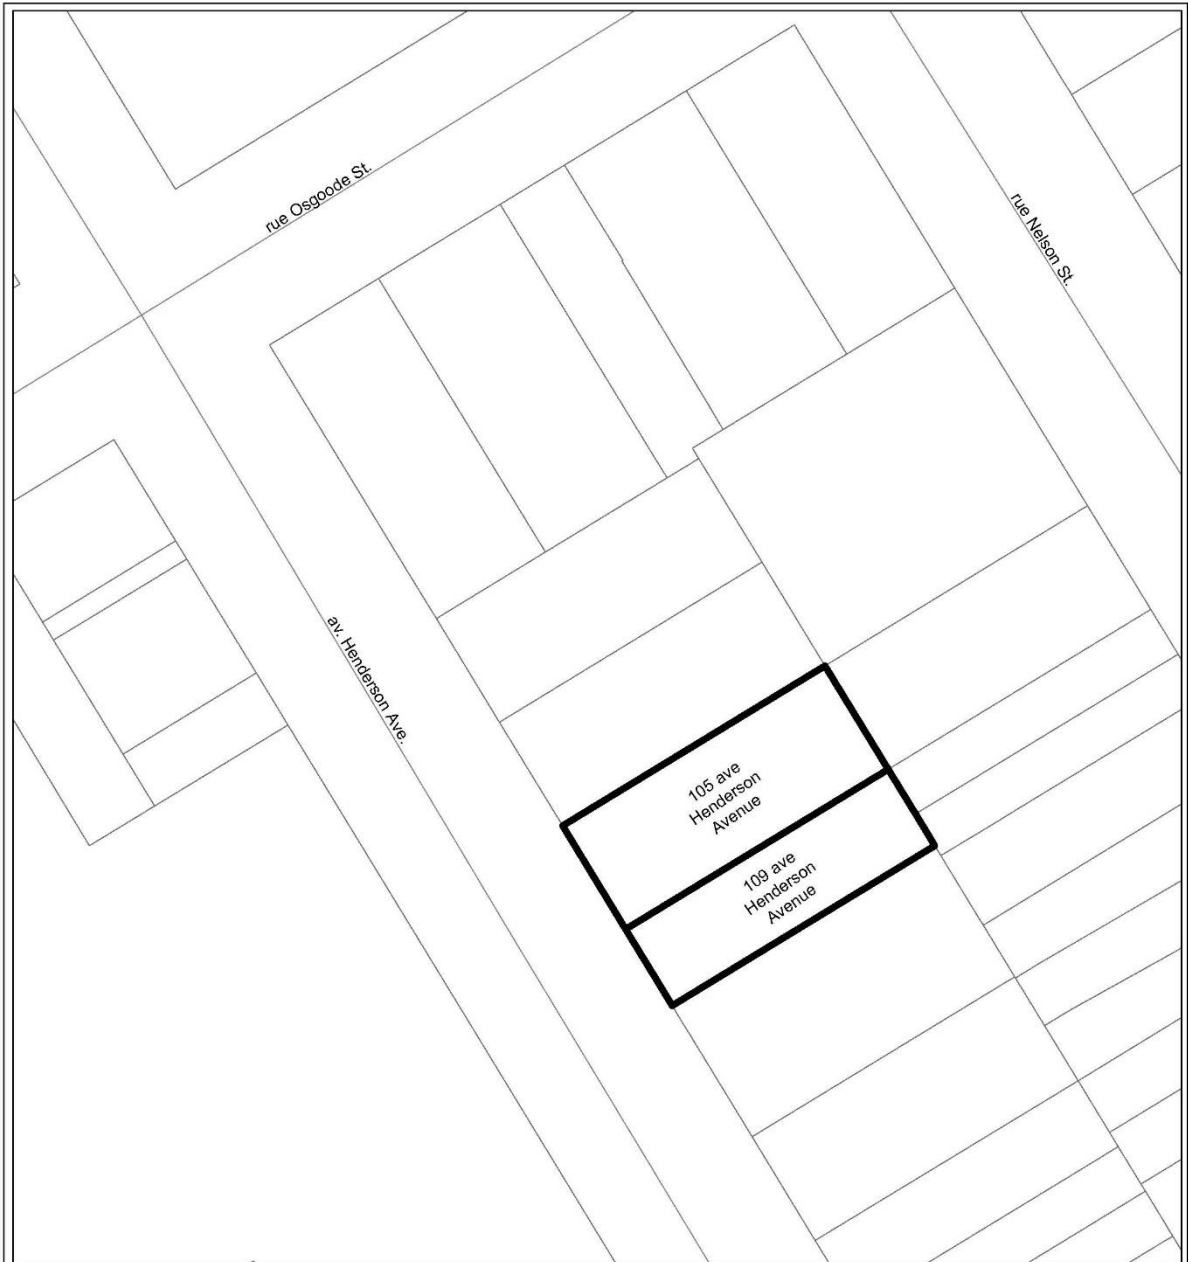 rue Osgoode St.
rue Nelson St.
av. Henderson Ave.
105 ave
Henderson
Avenue
109 ave
Henderson
Avenue